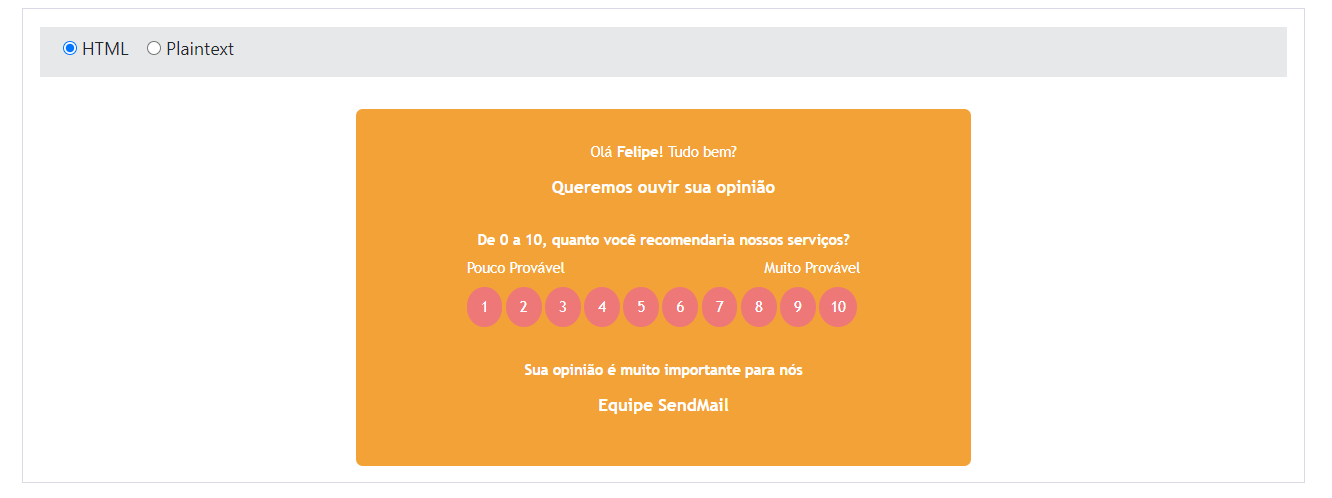 HTML Plaintext
Olá Felipe! Tudo bem?
Queremos ouvir sua opinião
De 0 a 10, quanto você recomendaria nossos serviços?
Pouco Provável Muito Provável
1 2 3 4 5 6 7 8 9 10
Sua opinião é muito importante para nós
Equipe SendMail